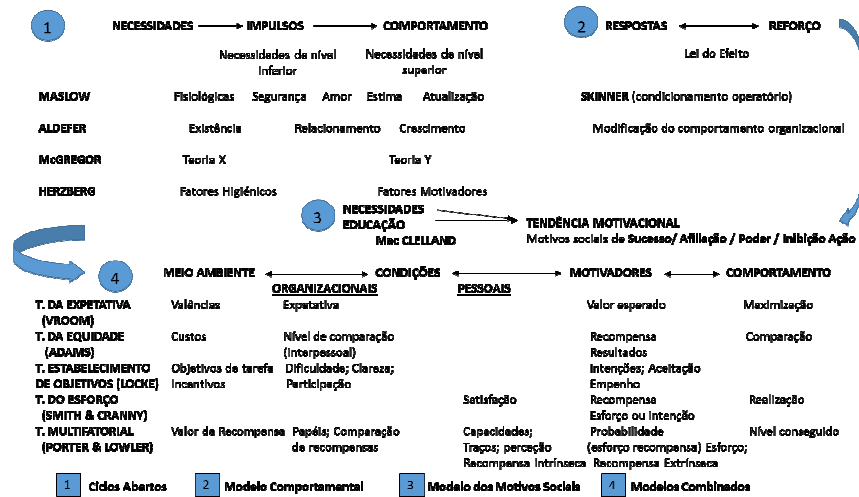 1 NECESSIDADES IMPULSOS COMPORTAMENTO
Necessidades de nível inferior
Necessidades da nível superior
MASLOW Fisiológicas Segurança Amor Estima Atualização
ALDEFER Existência Relacionamento Crescimento
McGREGOR Teoria X Teoria Y
HERZBERG Fatores Higiénicos Fatores Motivadores
2 RESPOSTAS REFORÇO
Lei do Efeito
SKINNER (condicionamento operatório)
Modificação do comportamento organizacional
3 NECESSIDADES
EDUCAÇÃO
Mac CLELLAND
TENDÊNCIA MOTIVACIONAL
Motivos sociais de Sucesso/ Afiliação / Poder / Inibição Ação
4 MEIO AMBIENTE CONDIÇÕES MOTIVADORES COMPORTAMENTO
ORGANIZACIONAIS PESSOAIS
T. DA EXPETATIVA Valências Expetativa Valor esperado Maximização
(VROOM)
T. DA EQUIDADE Custos Nível de comparação Recompensa Comparação
(ADAMS) (interpessoal) Resultados
T. ESTABELECIMENTO Objetivos de tarefa Dificuldade; Clareza; Intenções; Aceitação
DE OBJETIVOS (LOCKE) Incentivos Participação Empenho
T. DO ESFORÇO Satisfação Recompensa Realização
(SMITH & CRANNY) Esforço ou Intenção
T. MULTIFATORIAL Valor da Recompensa Papéis; Comparação Capacidades; Probabilidade Nível conseguido
(PORTER & LOWLER) de recompensas Traços; perceção (esforço recompensa) Esforço;
Recompensa Intrínseca Recompensa Extrínseca
1 Ciclos Abertos 2 Modelo Comportamental 3 Modelo dos Motivos Sociais 4 Modelos Combinados